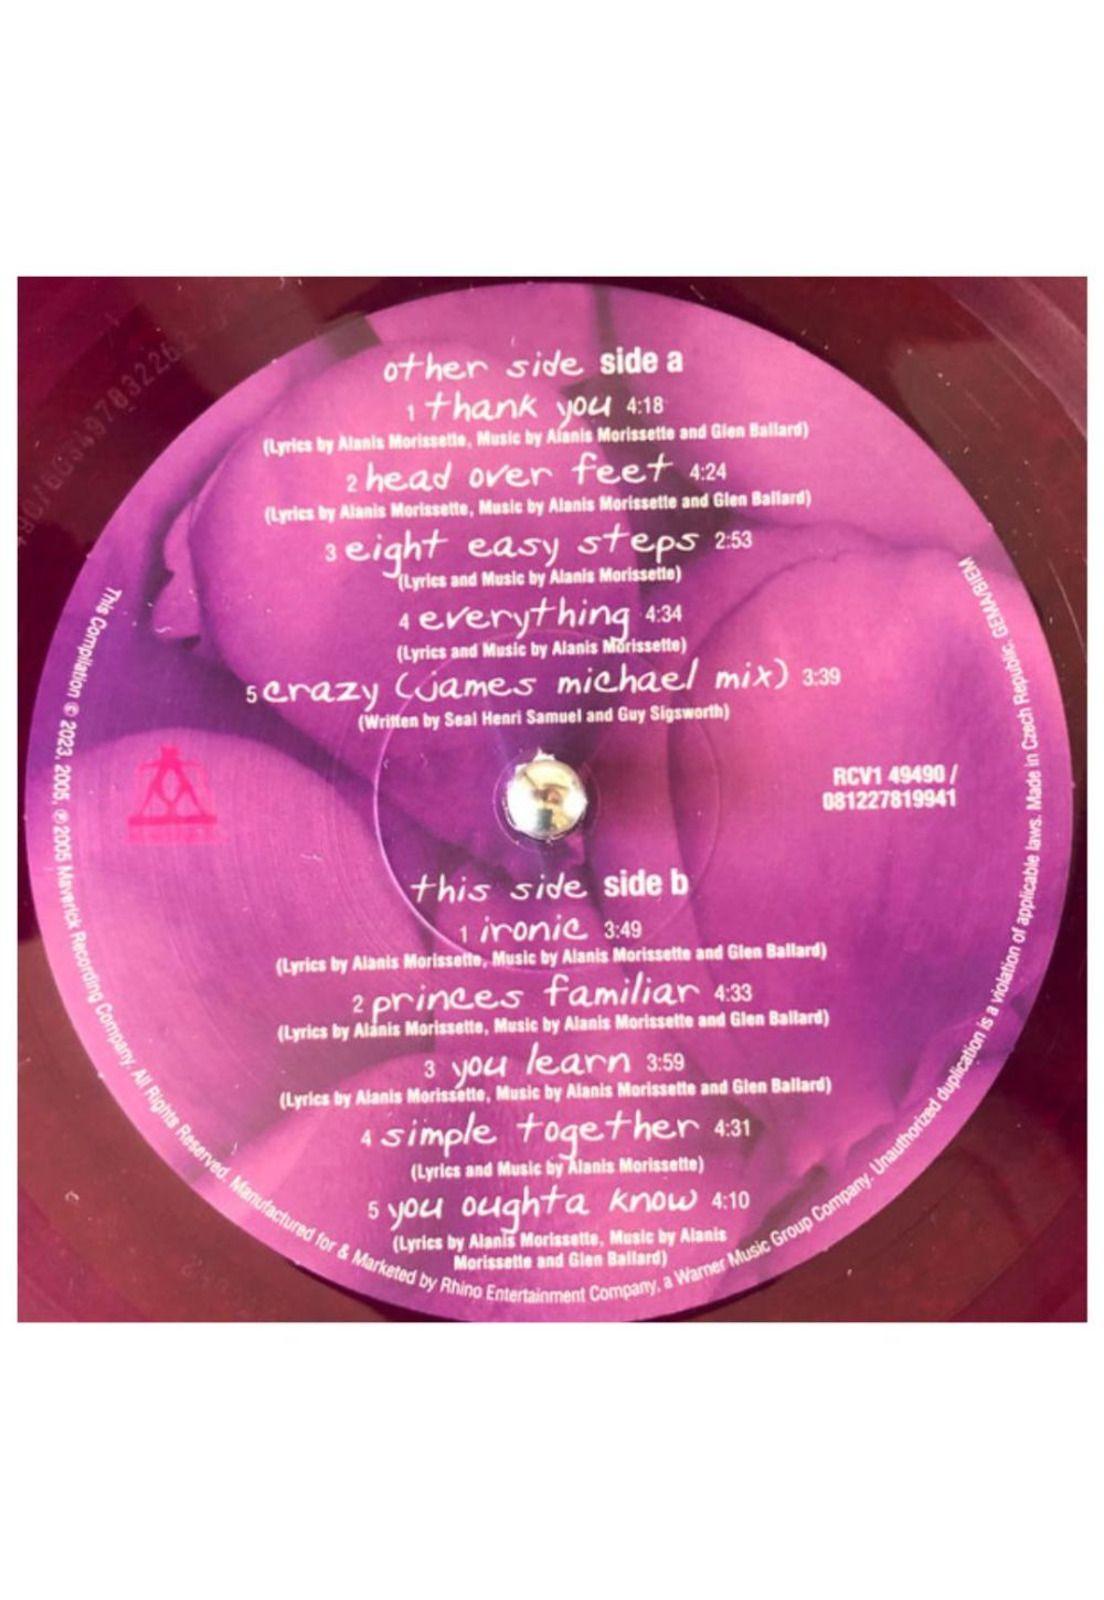 other side side a
1 thank you 4:18
(Lyrics by Alanis Morissette, Music by Alanis Morissette and Glen Ballard)
2 head over feet 4:24
(Lyrics by Alanis Morissette, Music by Alanis Morissette and Glen Ballard)
3 eight easy steps 2:53
(Lyrics and Music by Alanis Morissette)
4 everything 4:34
(Lyrics and Music by Alanis Morissette)
5 crazy (james michael mix) 3:39
(Written by Seal Henri Samuel and Guy Sigsworth)
RCV1 49490 /
081227819941
this side side b
1 ironic 3:49
(Lyrics by Alanis Morissette, Music by Alanis Morissette and Glen Ballard)
2 princes familiar 4:33
(Lyrics by Alanis Morissette, Music by Alanis Morissette and Glen Ballard)
3 you learn 3:59
(Lyrics by Alanis Morissette, Music by Alanis Morissette and Glen Ballard)
4 simple together 4:31
(Lyrics and Music by Alanis Morissette)
5 you oughta know 4:10
(Lyrics by Alanis Morissette, Music by Alanis
Morissette and Glen Ballard)
This Compilation © 2023, 2005, ℗ 2005 Maverick Recording Company. All Rights Reserved. Manufactured for & Marketed by Rhino Entertainment Company, a Warner Music Group Company. Unauthorized duplication is a violation of applicable laws. Made in Czech Republic. GEMA/BIEM